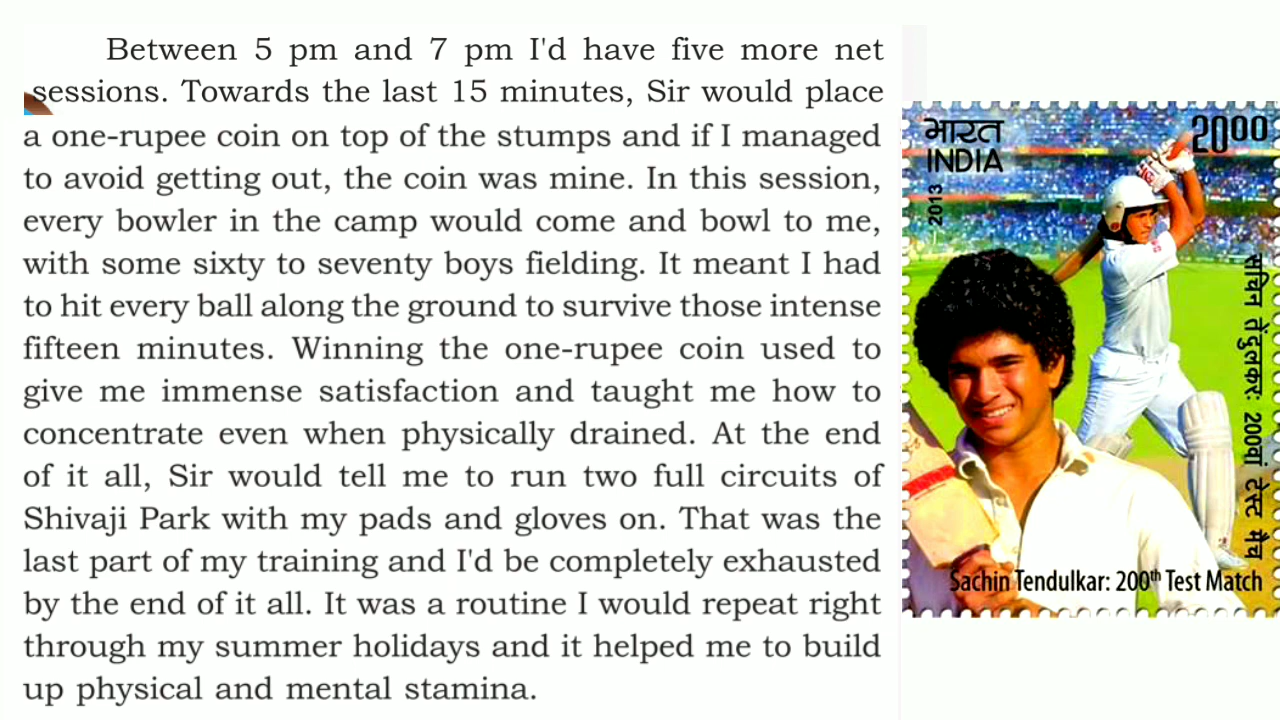 Between 5 pm and 7 pm I'd have five more net
sessions. Towards the last 15 minutes, Sir would place
a one-rupee coin on top of the stumps and if I managed
to avoid getting out, the coin was mine. In this session,
every bowler in the camp would come and bowl to me,
with some sixty to seventy boys fielding. It meant I had
to hit every ball along the ground to survive those intense
fifteen minutes. Winning the one-rupee coin used to
give me immense satisfaction and taught me how to
concentrate even when physically drained. At the end
of it all, Sir would tell me to run two full circuits of
Shivaji Park with my pads and gloves on. That was the
last part of my training and I'd be completely exhausted
by the end of it all. It was a routine I would repeat right
through my summer holidays and it helped me to build
up physical and mental stamina.
भारत
INDIA
2000
2013
सचिन तेंदुलकर: 200वां टेस्ट मैच
Sachin Tendulkar: 200th Test Match